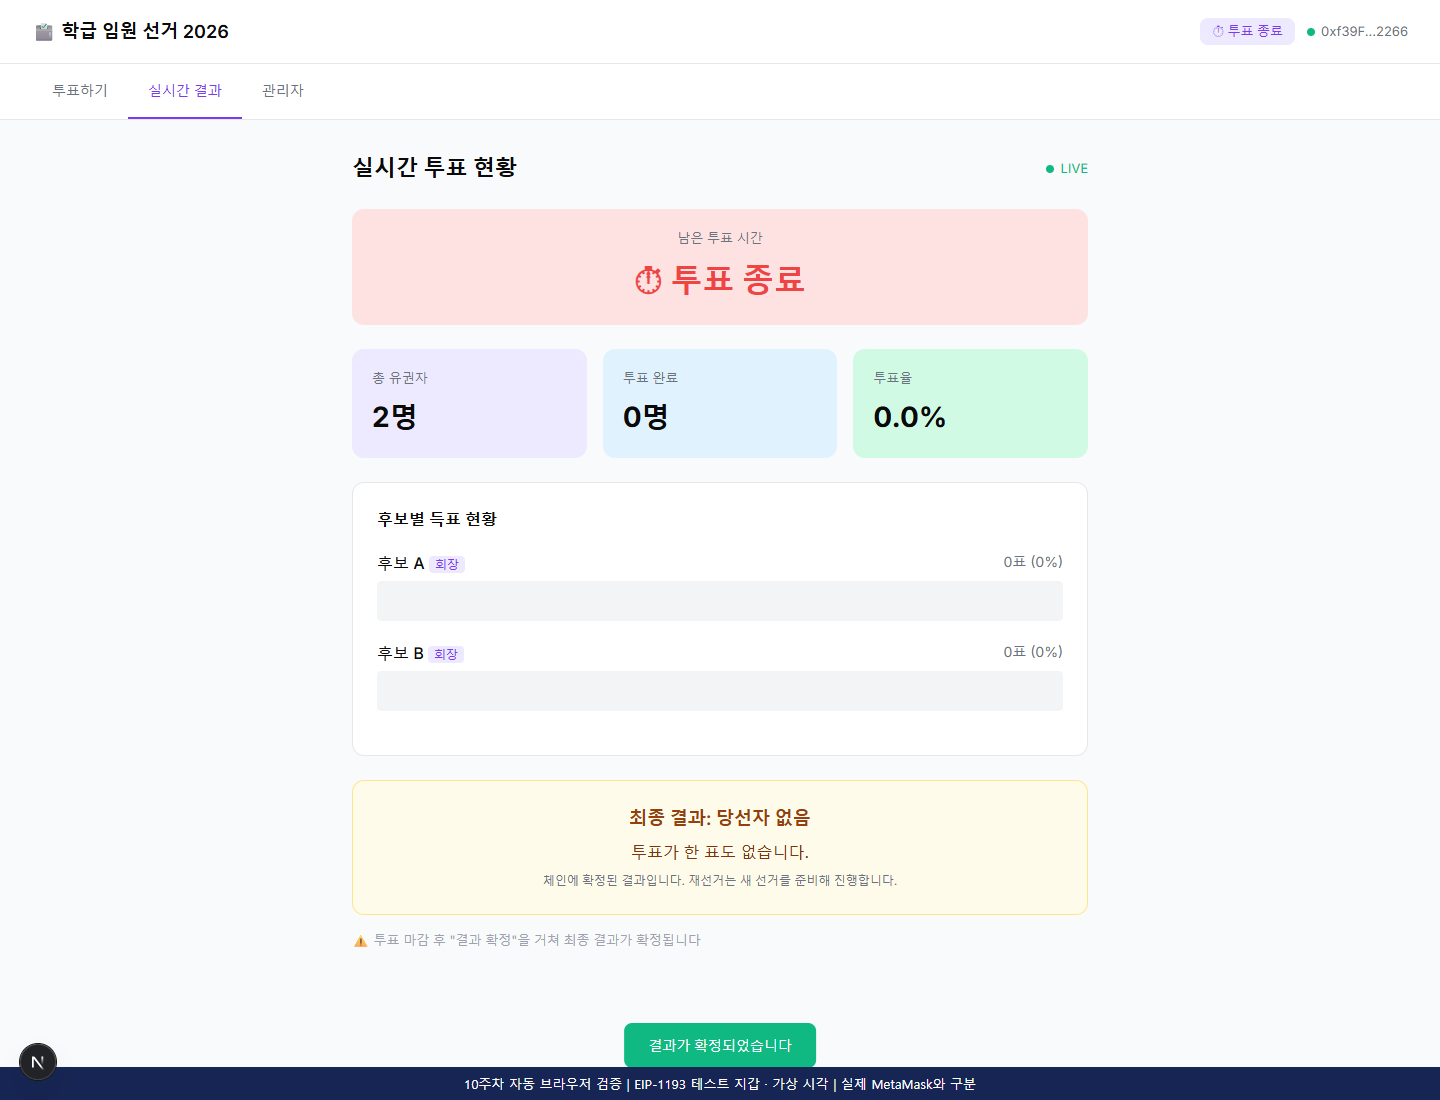 학급 임원 선거 2026
투표 종료
0xf39F...2266
투표하기
실시간 결과
관리자
실시간 투표 현황
LIVE
남은 투표 시간
투표 종료
총 유권자
2명
투표 완료
0명
투표율
0.0%
후보별 득표 현황
후보 A 회장
0표 (0%)
후보 B 회장
0표 (0%)
최종 결과: 당선자 없음
투표가 한 표도 없습니다.
체인에 확정된 결과입니다. 재선거는 새 선거를 준비해 진행합니다.
투표 마감 후 "결과 확정"을 거쳐 최종 결과가 확정됩니다
결과가 확정되었습니다
N
10주차 자동 브라우저 검증 | EIP-1193 테스트 지갑 · 가상 시각 | 실제 MetaMask와 구분